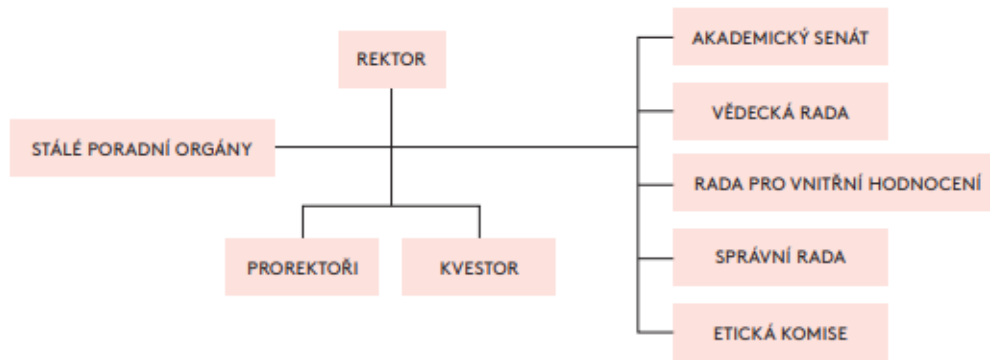 REKTOR
STÁLÉ PORADNÍ ORGÁNY
PROREKTOŘI
KVESTOR
AKADEMICKÝ SENÁT
VĚDECKÁ RADA
RADA PRO VNITŘNÍ HODNOCENÍ
SPRÁVNÍ RADA
ETICKÁ KOMISE